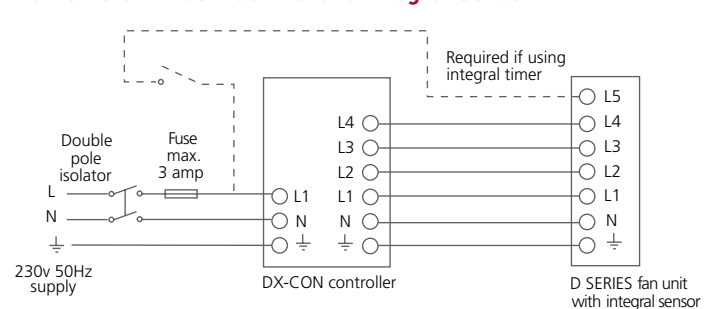 Required if using
integral timer
L5
L4
L4
Double
pole
isolator
Fuse
max.
3 amp
L3
L3
L2
L2
L
L1
L1
L1
N
N
N
N
230v 50Hz
supply
DX-CON controller
D SERIES fan unit
with integral sensor